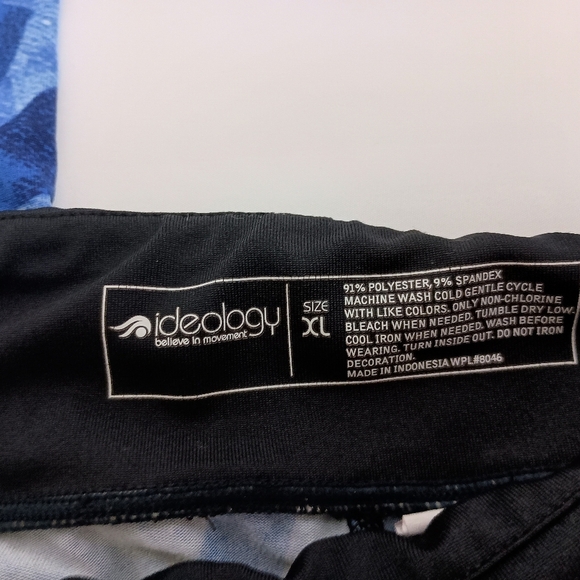 ideology
believe in movement
SIZE
XL
91% POLYESTER, 9% SPANDEX
MACHINE WASH COLD GENTLE CYCLE
WITH LIKE COLORS. ONLY NON-CHLORINE
BLEACH WHEN NEEDED. TUMBLE DRY LOW.
COOL IRON WHEN NEEDED. WASH BEFORE
WEARING. TURN INSIDE OUT. DO NOT IRON
DECORATION.
MADE IN INDONESIA WPL#8046